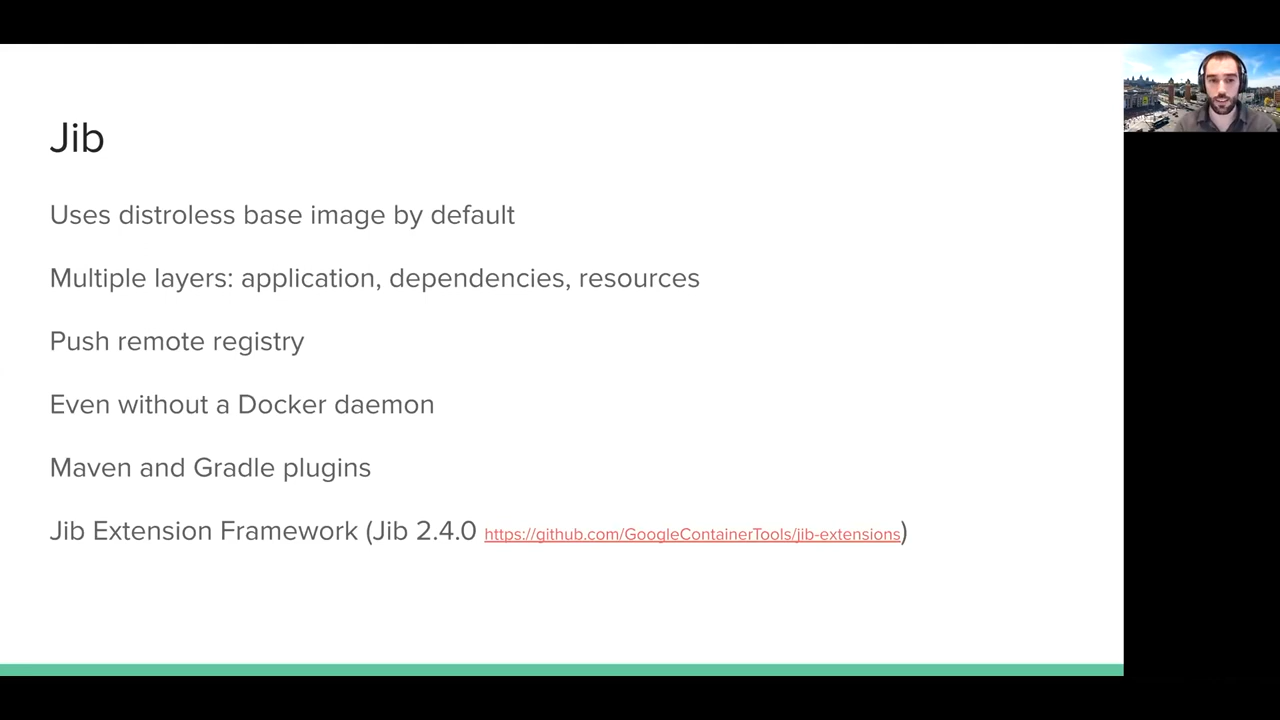 Jib
Uses distroless base image by default
Multiple layers: application, dependencies, resources
Push remote registry
Even without a Docker daemon
Maven and Gradle plugins
Jib Extension Framework (Jib 2.4.0 https://github.com/GoogleContainerTools/jib-extensions)